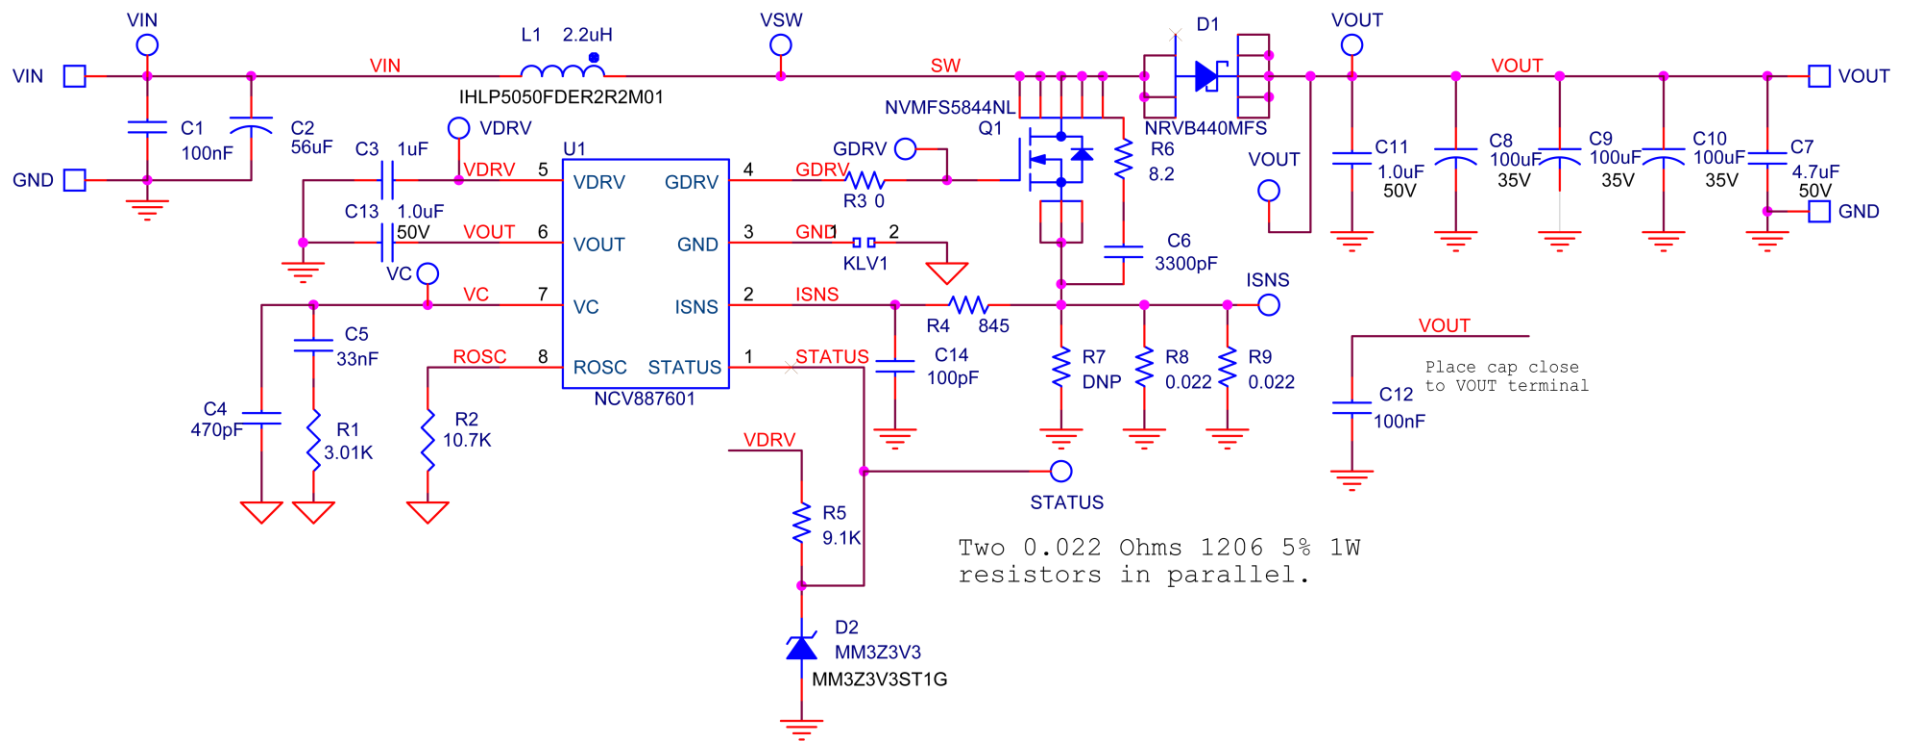 VIN
VSW
VOUT
L1 2.2uH
D1
VIN
VIN
SW
VOUT
VOUT
IHLP5050FDER2R2M01
NVMFS5844NL
Q1
NRVB440MFS
C1
100nF
C2
56uF
GND
VDRV
C3 1uF
VDRV
5
U1
VDRV
GDRV
4
GDRV
GDRV
R3 0
R6
8.2
VOUT
C11
1.0uF
50V
C8
100uF
35V
C9
100uF
35V
C10
100uF
35V
C7
4.7uF
50V
GND
C13 1.0uF
50V
VOUT
6
VOUT
GND
3
GND
1
2
KLV1
C6
3300pF
VC
VC
7
VC
ISNS
2
ISNS
R4 845
ISNS
C5
33nF
ROSC
8
ROSC
STATUS
1
STATUS
NCV887601
C14
100pF
R7
DNP
R8
0.022
R9
0.022
VOUT
Place cap close
to VOUT terminal
C12
100nF
C4
470pF
R1
3.01K
R2
10.7K
VDRV
STATUS
R5
9.1K
Two 0.022 Ohms 1206 5% 1W
resistors in parallel.
D2
MM3Z3V3
MM3Z3V3ST1G